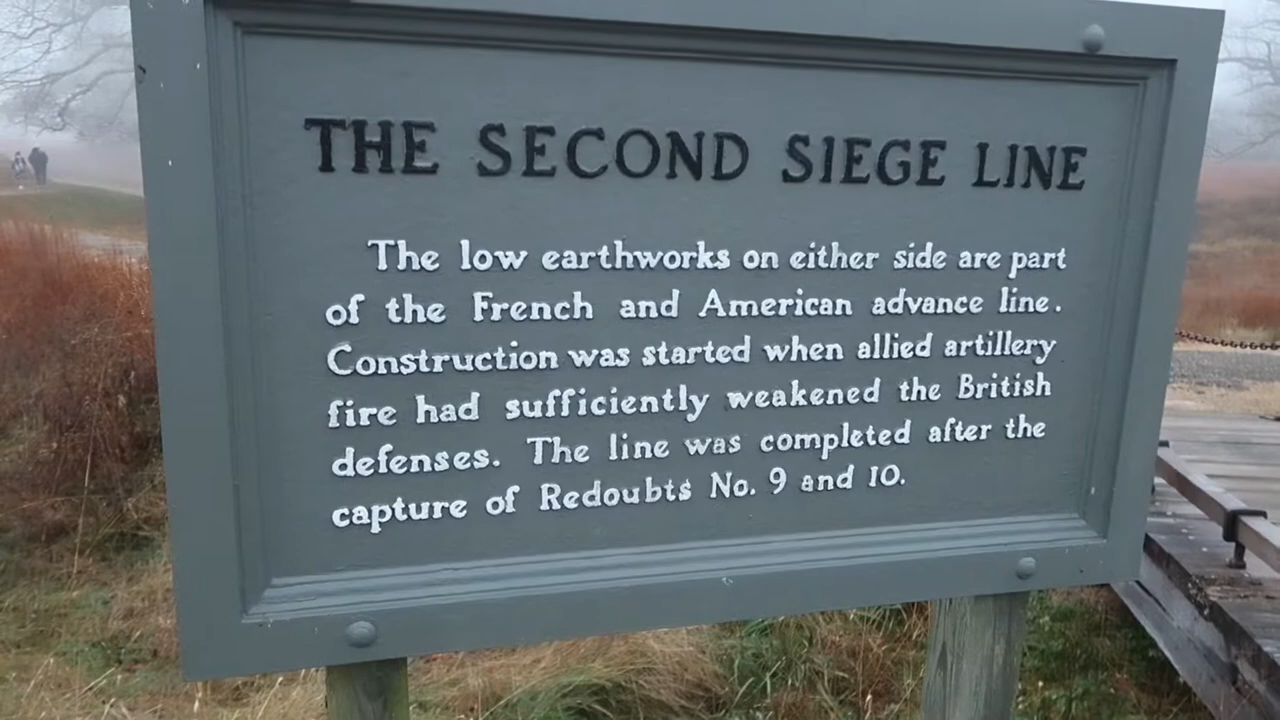 THE SECOND SIEGE LINE
The low earthworks on either side are part
of the French and American advance line.
Construction was started when allied artillery
fire had sufficiently weakened the British
defenses. The line was completed after the
capture of Redoubts No. 9 and 10.